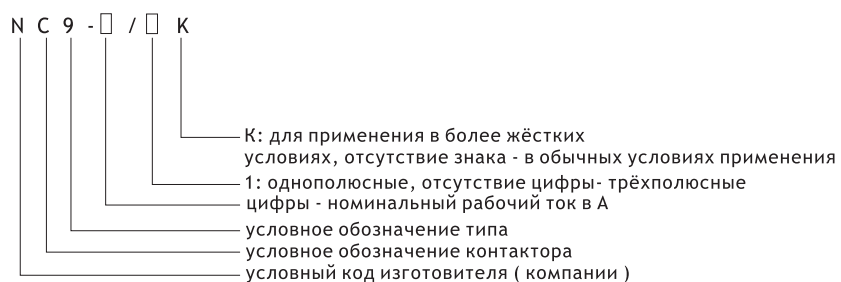 N C 9 - □ / □ K
К: для применения в более жёстких
условиях, отсутствие знака - в обычных условиях применения
1: однополюсные, отсутствие цифры- трёхполюсные
цифры - номинальный рабочий ток в А
условное обозначение типа
условное обозначение контактора
условный код изготовителя ( компании )